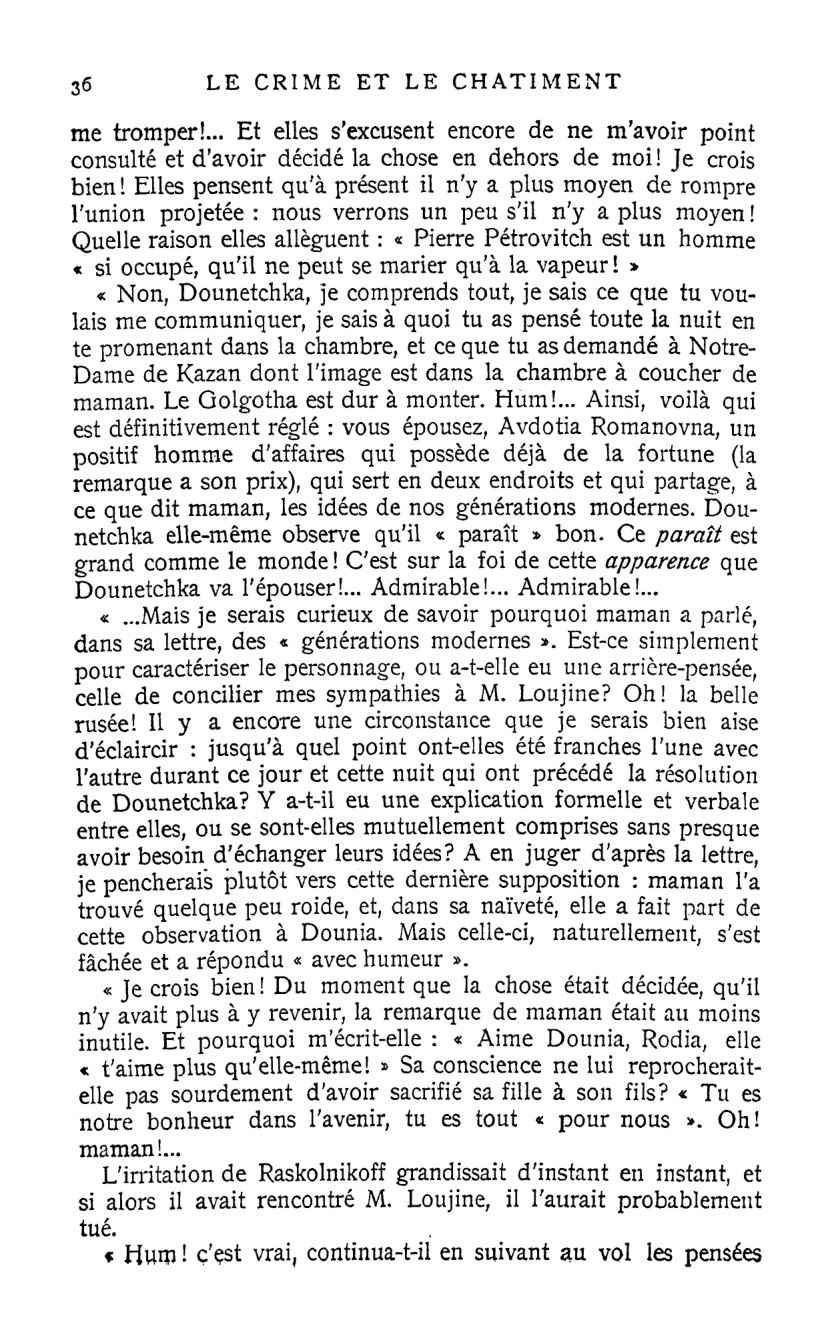 36 LE CRIME ET LE CHATIMENT
me tromper!... Et elles s'excusent encore de ne m'avoir point
consulté et d'avoir décidé la chose en dehors de moi! Je crois
bien! Elles pensent qu'à présent il n'y a plus moyen de rompre
l'union projetée : nous verrons un peu s'il n'y a plus moyen!
Quelle raison elles allèguent : « Pierre Pétrovitch est un homme
« si occupé, qu'il ne peut se marier qu'à la vapeur! »
« Non, Dounetchka, je comprends tout, je sais ce que tu vou-
lais me communiquer, je sais à quoi tu as pensé toute la nuit en
te promenant dans la chambre, et ce que tu as demandé à Notre-
Dame de Kazan dont l'image est dans la chambre à coucher de
maman. Le Golgotha est dur à monter. Hum!... Ainsi, voilà qui
est définitivement réglé : vous épousez, Avdotia Romanovna, un
positif homme d'affaires qui possède déjà de la fortune (la
remarque a son prix), qui sert en deux endroits et qui partage, à
ce que dit maman, les idées de nos générations modernes. Dou-
netchka elle-même observe qu'il « paraît » bon. Ce paraît est
grand comme le monde! C'est sur la foi de cette apparence que
Dounetchka va l'épouser!... Admirable!... Admirable!...
« ...Mais je serais curieux de savoir pourquoi maman a parlé,
dans sa lettre, des « générations modernes ». Est-ce simplement
pour caractériser le personnage, ou a-t-elle eu une arrière-pensée,
celle de concilier mes sympathies à M. Loujine? Oh! la belle
rusée! Il y a encore une circonstance que je serais bien aise
d'éclaircir : jusqu'à quel point ont-elles été franches l'une avec
l'autre durant ce jour et cette nuit qui ont précédé la résolution
de Dounetchka? Y a-t-il eu une explication formelle et verbale
entre elles, ou se sont-elles mutuellement comprises sans presque
avoir besoin d'échanger leurs idées? A en juger d'après la lettre,
je pencherais plutôt vers cette dernière supposition : maman l'a
trouvé quelque peu roide, et, dans sa naïveté, elle a fait part de
cette observation à Dounia. Mais celle-ci, naturellement, s'est
fâchée et a répondu « avec humeur ».
« Je crois bien! Du moment que la chose était décidée, qu'il
n'y avait plus à y revenir, la remarque de maman était au moins
inutile. Et pourquoi m'écrit-elle : « Aime Dounia, Rodia, elle
« t'aime plus qu'elle-même! » Sa conscience ne lui reprocherait-
elle pas sourdement d'avoir sacrifié sa fille à son fils? « Tu es
notre bonheur dans l'avenir, tu es tout « pour nous ». Oh!
maman!...
L'irritation de Raskolnikoff grandissait d'instant en instant, et
si alors il avait rencontré M. Loujine, il l'aurait probablement
tué.
« Hum! c'est vrai, continua-t-il en suivant au vol les pensées